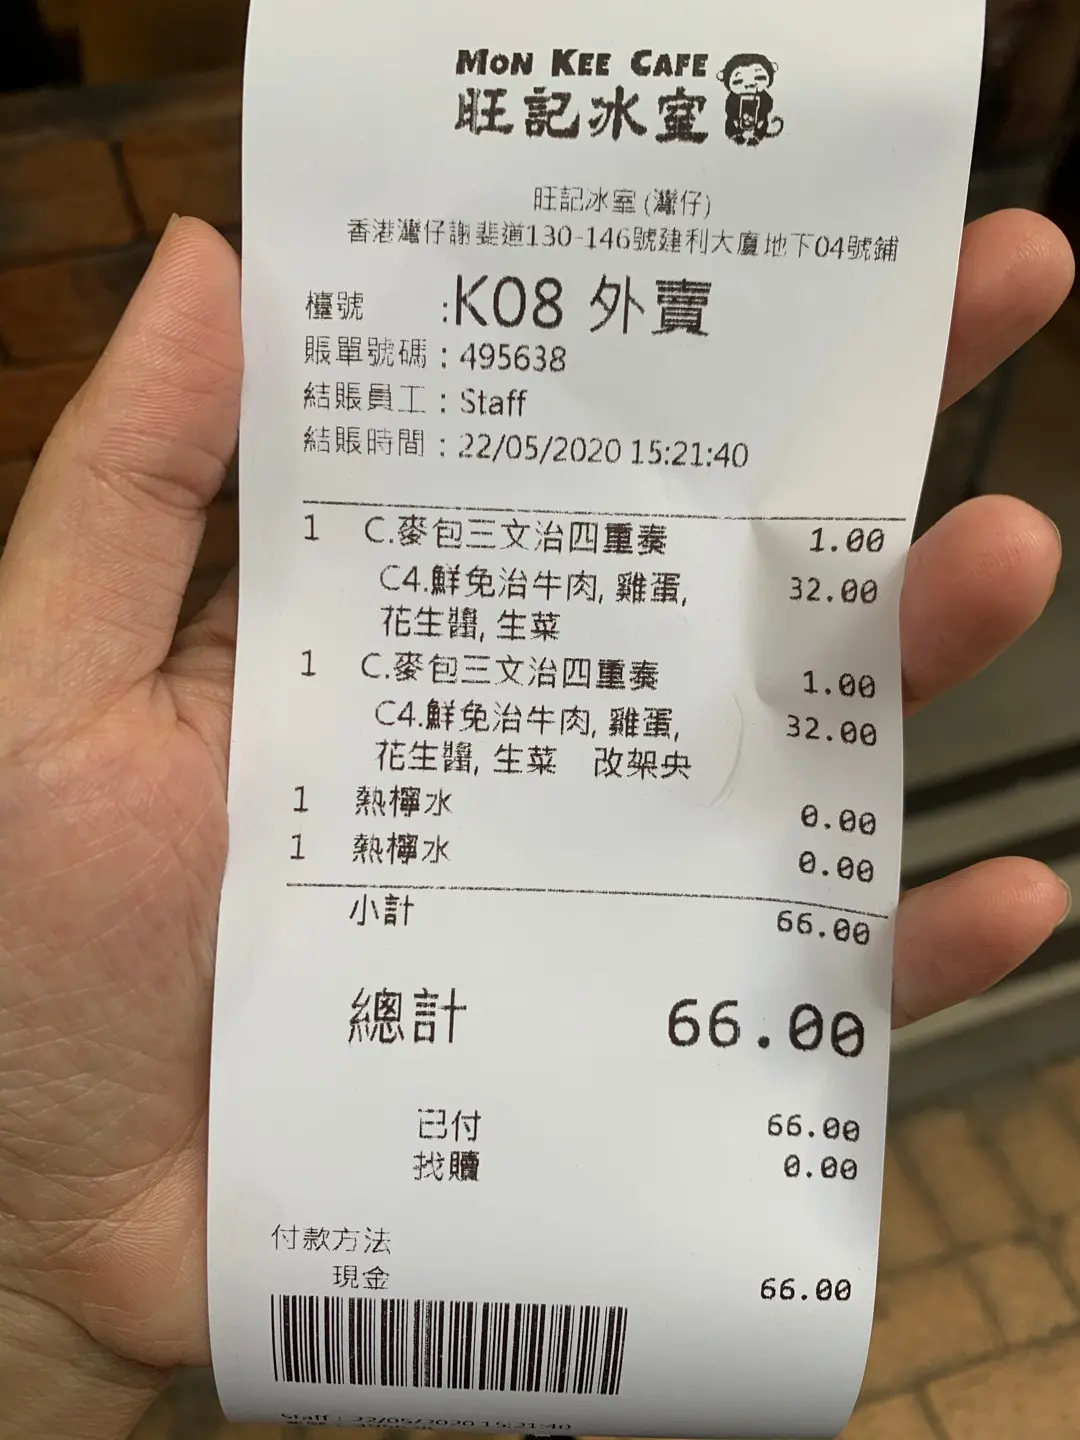 MON KEE CAFE
旺記冰室
旺記冰室 (灣仔)
香港灣仔謝斐道130-146號建利大廈地下04號鋪
檯號 :K08 外賣
賬單號碼 : 495638
結賬員工 : Staff
結賬時間 : 22/05/2020 15:21:40
1 C.麥包三文治四重奏 1.00
C4.鮮免治牛肉, 雞蛋, 32.00
花生醬, 生菜
1 C.麥包三文治四重奏 1.00
C4.鮮免治牛肉, 雞蛋, 32.00
花生醬, 生菜 改架央
1 熱檸水 0.00
1 熱檸水 0.00
小計 66.00
總計 66.00
已付 66.00
找贖 0.00
付款方法
現金 66.00
Staff : 22/05/2020 15:21:40